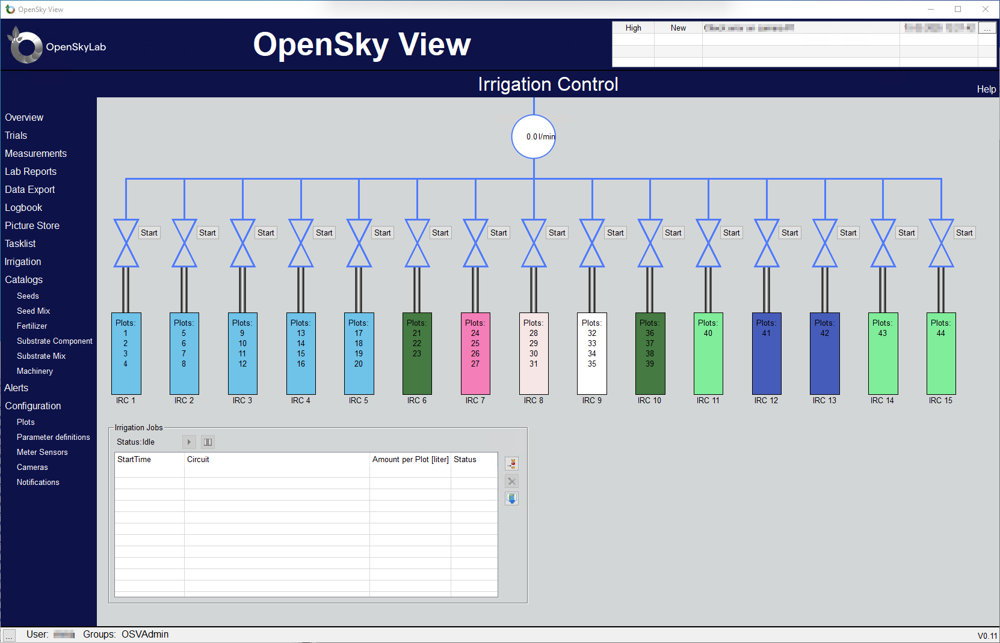 OpenSky View
OpenSkyLab
OpenSky View
High New
...
Irrigation Control
Help
Overview
Trials
Measurements
Lab Reports
Data Export
Logbook
Picture Store
Tasklist
Irrigation
Catalogs
Seeds
Seed Mix
Fertilizer
Substrate Component
Substrate Mix
Machinery
Alerts
Configuration
Plots
Parameter definitions
Meter Sensors
Cameras
Notifications
0.0 l/min
Start Start Start Start Start Start Start Start Start Start Start Start Start Start Start
Plots: Plots: Plots: Plots: Plots: Plots: Plots: Plots: Plots: Plots: Plots: Plots: Plots: Plots: Plots:
1 5 9 13 17 21 24 28 32 36 40 41 42 43 44
2 6 10 14 18 22 25 29 33 37
3 7 11 15 19 23 26 30 34 38
4 8 12 16 20 27 31 35 39
IRC 1 IRC 2 IRC 3 IRC 4 IRC 5 IRC 6 IRC 7 IRC 8 IRC 9 IRC 10 IRC 11 IRC 12 IRC 13 IRC 14 IRC 15
Irrigation Jobs
Status: Idle
StartTime Circuit Amount per Plot [liter] Status
... User: Groups: OSVAdmin
V0.11